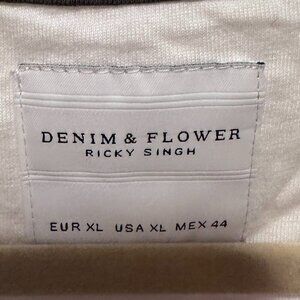 DENIM & FLOWER
RICKY SINGH
EUR XL USA XL MEX 44